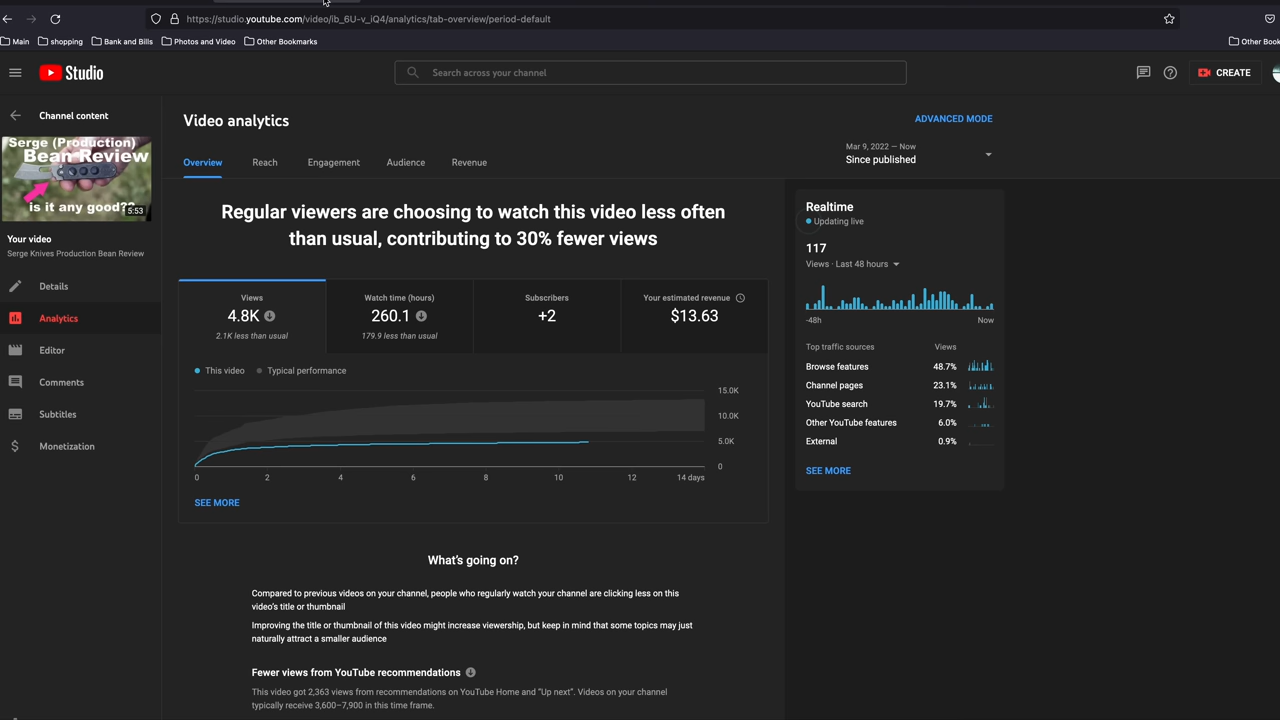 https://studio.youtube.com/video/ib_6U-v_iQ4/analytics/tab-overview/period-default
Main shopping Bank and Bills Photos and Video Other Bookmarks Other Book
Studio
Search across your channel
CREATE
Channel content
Serge (Production)
Bean Review
is it any good??
5:53
Your video
Serge Knives Production Bean Review
Details
Analytics
Editor
Comments
Subtitles
Monetization
Video analytics
ADVANCED MODE
Overview Reach Engagement Audience Revenue
Mar 9, 2022 — Now
Since published
Regular viewers are choosing to watch this video less often
than usual, contributing to 30% fewer views
Views
4.8K
2.1K less than usual
Watch time (hours)
260.1
179.9 less than usual
Subscribers
+2
Your estimated revenue
$13.63
This video Typical performance
15.0K
10.0K
5.0K
0
0 2 4 6 8 10 12 14 days
SEE MORE
What's going on?
Compared to previous videos on your channel, people who regularly watch your channel are clicking less on this
video's title or thumbnail
Improving the title or thumbnail of this video might increase viewership, but keep in mind that some topics may just
naturally attract a smaller audience
Fewer views from YouTube recommendations
This video got 2,363 views from recommendations on YouTube Home and "Up next". Videos on your channel
typically receive 3,600–7,900 in this time frame.
Realtime
Updating live
117
Views · Last 48 hours
-48h Now
Top traffic sources Views
Browse features 48.7%
Channel pages 23.1%
YouTube search 19.7%
Other YouTube features 6.0%
External 0.9%
SEE MORE